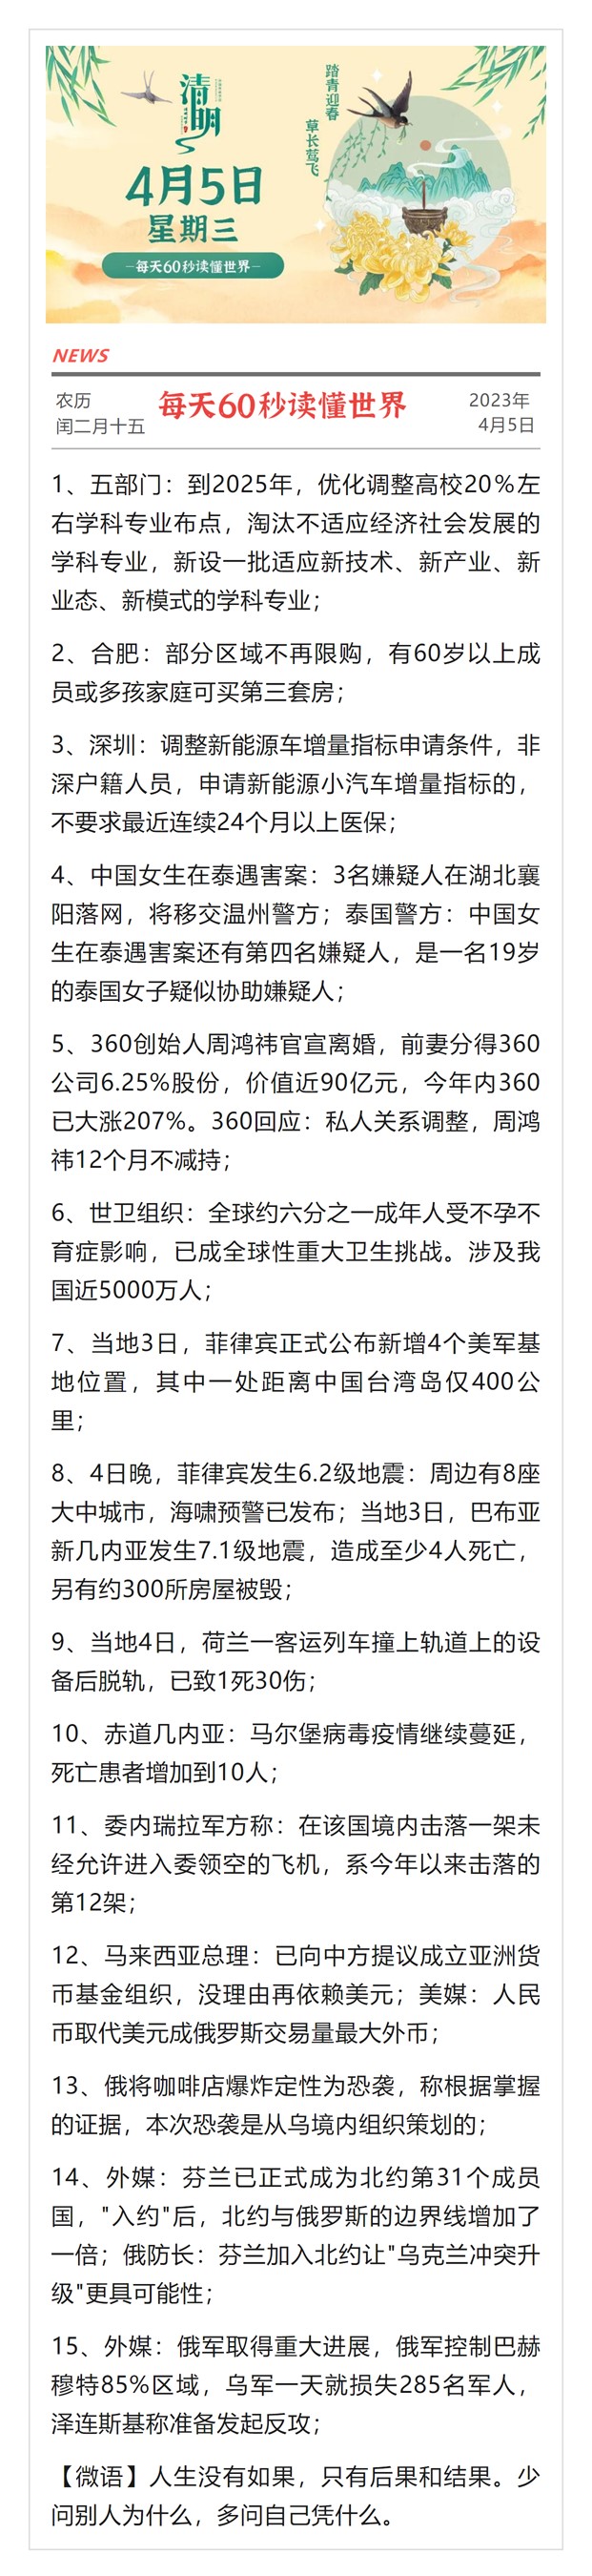 清明
踏青迎春
草长莺飞
4月5日
星期三
—每天60秒读懂世界—
NEWS
农历
闰二月十五
每天60秒读懂世界
2023年
4月5日
1、五部门：到2025年，优化调整高校20%左
右学科专业布点，淘汰不适应经济社会发展的
学科专业，新设一批适应新技术、新产业、新
业态、新模式的学科专业；
2、合肥：部分区域不再限购，有60岁以上成
员或多孩家庭可买第三套房；
3、深圳：调整新能源车增量指标申请条件，非
深户籍人员，申请新能源小汽车增量指标的，
不要求最近连续24个月以上医保；
4、中国女生在泰遇害案：3名嫌疑人在湖北襄
阳落网，将移交温州警方；泰国警方：中国女
生在泰遇害案还有第四名嫌疑人，是一名19岁
的泰国女子疑似协助嫌疑人；
5、360创始人周鸿祎官宣离婚，前妻分得360
公司6.25%股份，价值近90亿元，今年内360
已大涨207%。360回应：私人关系调整，周鸿
祎12个月不减持；
6、世卫组织：全球约六分之一成年人受不孕不
育症影响，已成全球性重大卫生挑战。涉及我
国近5000万人；
7、当地3日，菲律宾正式公布新增4个美军基
地位置，其中一处距离中国台湾岛仅400公
里；
8、4日晚，菲律宾发生6.2级地震：周边有8座
大中城市，海啸预警已发布；当地3日，巴布亚
新几内亚发生7.1级地震，造成至少4人死亡，
另有约300所房屋被毁；
9、当地4日，荷兰一客运列车撞上轨道上的设
备后脱轨，已致1死30伤；
10、赤道几内亚：马尔堡病毒疫情继续蔓延，
死亡患者增加到10人；
11、委内瑞拉军方称：在该国境内击落一架未
经允许进入委领空的飞机，系今年以来击落的
第12架；
12、马来西亚总理：已向中方提议成立亚洲货
币基金组织，没理由再依赖美元；美媒：人民
币取代美元成俄罗斯交易量最大外币；
13、俄将咖啡店爆炸定性为恐袭，称根据掌握
的证据，本次恐袭是从乌境内组织策划的；
14、外媒：芬兰已正式成为北约第31个成员
国，"入约"后，北约与俄罗斯的边界线增加了
一倍；俄防长：芬兰加入北约让"乌克兰冲突升
级"更具可能性；
15、外媒：俄军取得重大进展，俄军控制巴赫
穆特85%区域，乌军一天就损失285名军人，
泽连斯基称准备发起反攻；
【微语】人生没有如果，只有后果和结果。少
问别人为什么，多问自己凭什么。